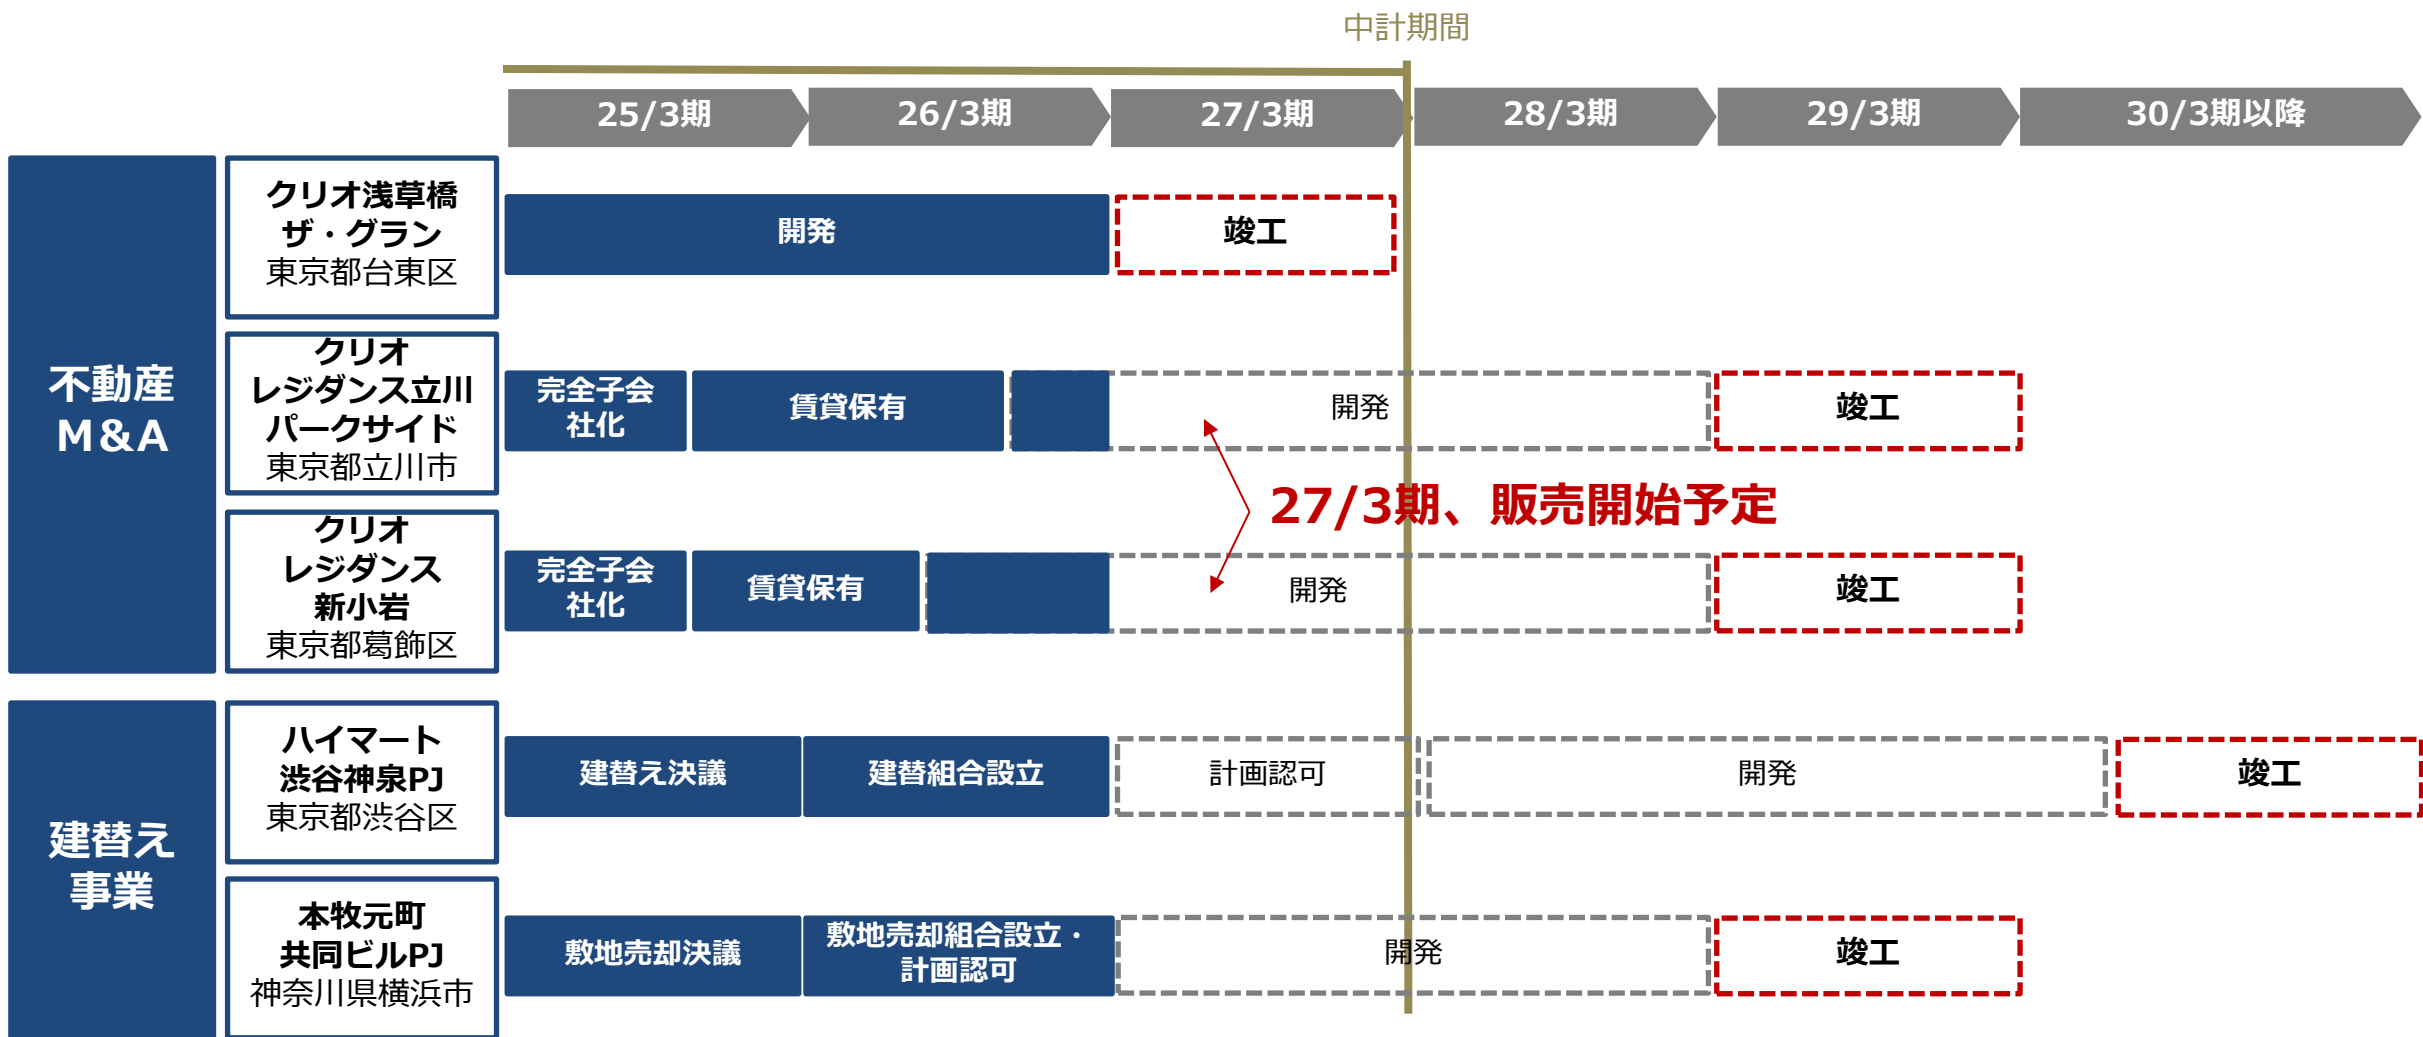 中計期間
25/3期
26/3期
27/3期
28/3期
29/3期
30/3期以降
不動産
M&A
クリオ浅草橋
ザ・グラン
東京都台東区
開発
竣工
クリオ
レジダンス立川
パークサイド
東京都立川市
完全子会
社化
賃貸保有
開発
竣工
27/3期、販売開始予定
クリオ
レジダンス
新小岩
東京都葛飾区
完全子会
社化
賃貸保有
開発
竣工
建替え
事業
ハイマート
渋谷神泉PJ
東京都渋谷区
建替え決議
建替組合設立
計画認可
開発
竣工
本牧元町
共同ビルPJ
神奈川県横浜市
敷地売却決議
敷地売却組合設立・
計画認可
開発
竣工